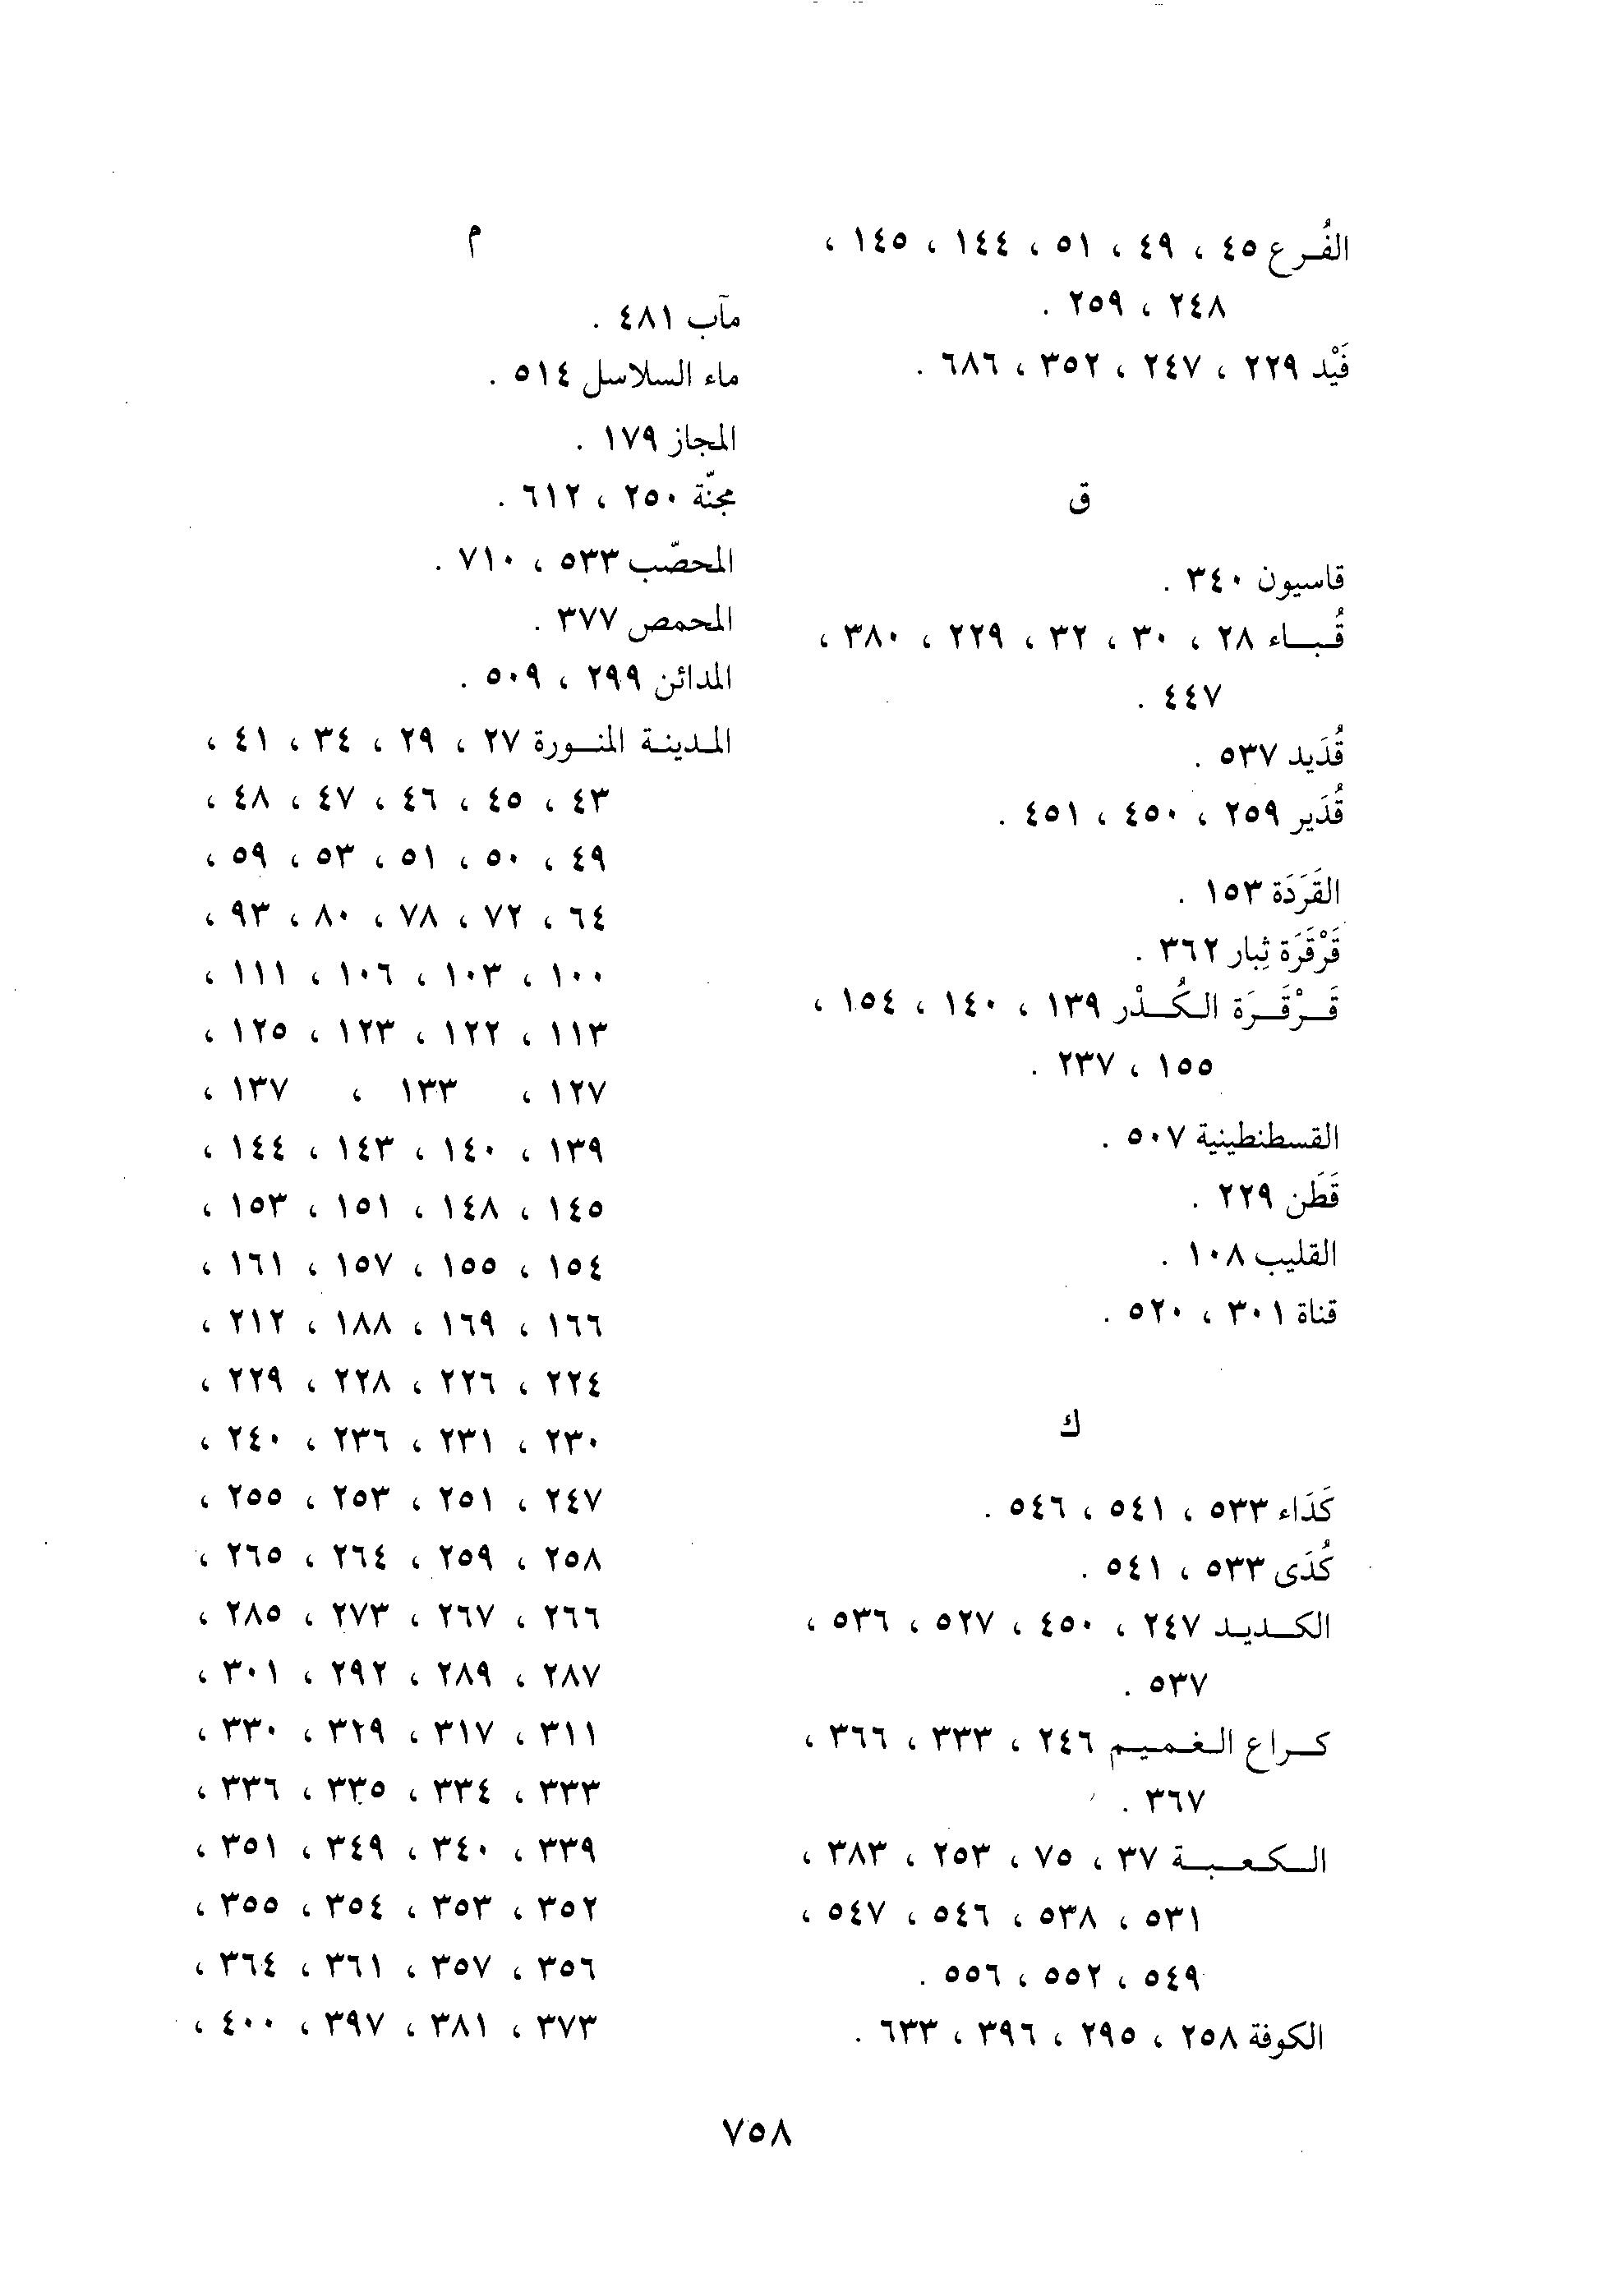 الفُرع ٤٥ ، ٤٩ ، ٥١ ، ١٤٤ ، ١٤٥ ،
٢٤٨ ، ٢٥٩ .
فَيْد ٢٢٩ ، ٢٤٧ ، ٣٥٢ ، ٦٨٦ .
ق
قاسيون ٣٤٠ .
قُباء ٢٨ ، ٣٠ ، ٣٢ ، ٢٢٩ ، ٣٨٠ ،
٤٤٧ .
قُدَيد ٥٣٧ .
قُدَير ٢٥٩ ، ٤٥٠ ، ٤٥١ .
القَرَدَة ١٥٣ .
قَرْقَرَة ثِبار ٣٦٢ .
قَرْقَرَة الكُدْر ١٣٩ ، ١٤٠ ، ١٥٤ ،
١٥٥ ، ٢٣٧ .
القسطنطينية ٥٠٧ .
قَطَن ٢٢٩ .
القليب ١٠٨ .
قناة ٣٠١ ، ٥٢٠ .
ك
كَدَاء ٥٣٣ ، ٥٤١ ، ٥٤٦ .
كُدَى ٥٣٣ ، ٥٤١ .
الكديد ٢٤٧ ، ٤٥٠ ، ٥٢٧ ، ٥٣٦ ،
٥٣٧ .
كراع الغميم ٢٤٦ ، ٣٣٣ ، ٣٦٦ ،
٣٦٧ .
الكعبة ٣٧ ، ٧٥ ، ٢٥٣ ، ٣٨٣ ،
٥٣١ ، ٥٣٨ ، ٥٤٦ ، ٥٤٧ ،
٥٤٩ ، ٥٥٢ ، ٥٥٦ .
الكوفة ٢٥٨ ، ٢٩٥ ، ٣٩٦ ، ٦٣٣ .
م
مآب ٤٨١ .
ماء السلاسل ٥١٤ .
المجاز ١٧٩ .
مجنّة ٢٥٠ ، ٦١٢ .
المحصّب ٥٣٣ ، ٧١٠ .
المحمص ٣٧٧ .
المدائن ٢٩٩ ، ٥٠٩ .
المدينة المنورة ٢٧ ، ٢٩ ، ٣٤ ، ٤١ ،
٤٣ ، ٤٥ ، ٤٦ ، ٤٧ ، ٤٨ ،
٤٩ ، ٥٠ ، ٥١ ، ٥٣ ، ٥٩ ،
٦٤ ، ٧٢ ، ٧٨ ، ٨٠ ، ٩٣ ،
١٠٠ ، ١٠٣ ، ١٠٦ ، ١١١ ،
١١٣ ، ١٢٢ ، ١٢٣ ، ١٢٥ ،
١٢٧ ، ١٣٣ ، ١٣٧ ،
١٣٩ ، ١٤٠ ، ١٤٣ ، ١٤٤ ،
١٤٥ ، ١٤٨ ، ١٥١ ، ١٥٣ ،
١٥٤ ، ١٥٥ ، ١٥٧ ، ١٦١ ،
١٦٦ ، ١٦٩ ، ١٨٨ ، ٢١٢ ،
٢٢٤ ، ٢٢٦ ، ٢٢٨ ، ٢٢٩ ،
٢٣٠ ، ٢٣١ ، ٢٣٦ ، ٢٤٠ ،
٢٤٧ ، ٢٥١ ، ٢٥٣ ، ٢٥٥ ،
٢٥٨ ، ٢٥٩ ، ٢٦٤ ، ٢٦٥ ،
٢٦٦ ، ٢٦٧ ، ٢٧٣ ، ٢٨٥ ،
٢٨٧ ، ٢٨٩ ، ٢٩٢ ، ٣٠١ ،
٣١١ ، ٣١٧ ، ٣٢٩ ، ٣٣٠ ،
٣٣٣ ، ٣٣٤ ، ٣٣٥ ، ٣٣٦ ،
٣٣٩ ، ٣٤٠ ، ٣٤٩ ، ٣٥١ ،
٣٥٢ ، ٣٥٣ ، ٣٥٤ ، ٣٥٥ ،
٣٥٦ ، ٣٥٧ ، ٣٦١ ، ٣٦٤ ،
٣٧٣ ، ٣٨١ ، ٣٩٧ ، ٤٠٠ ،
٧٥٨